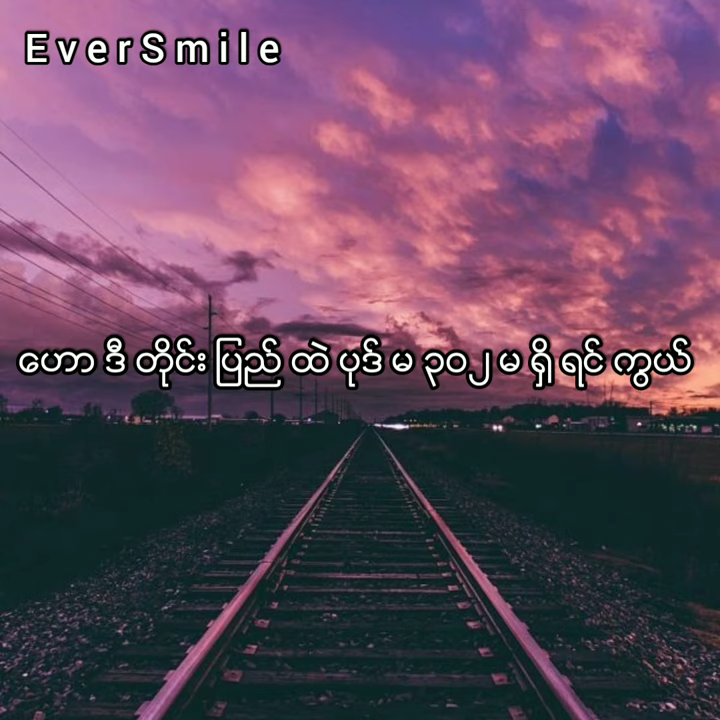 EverSmile
ဟော ဒီ တိုင်း ပြည် ထဲ ပုဒ် မ ၃၀၂ မ ရှိ ရင် ကွယ်